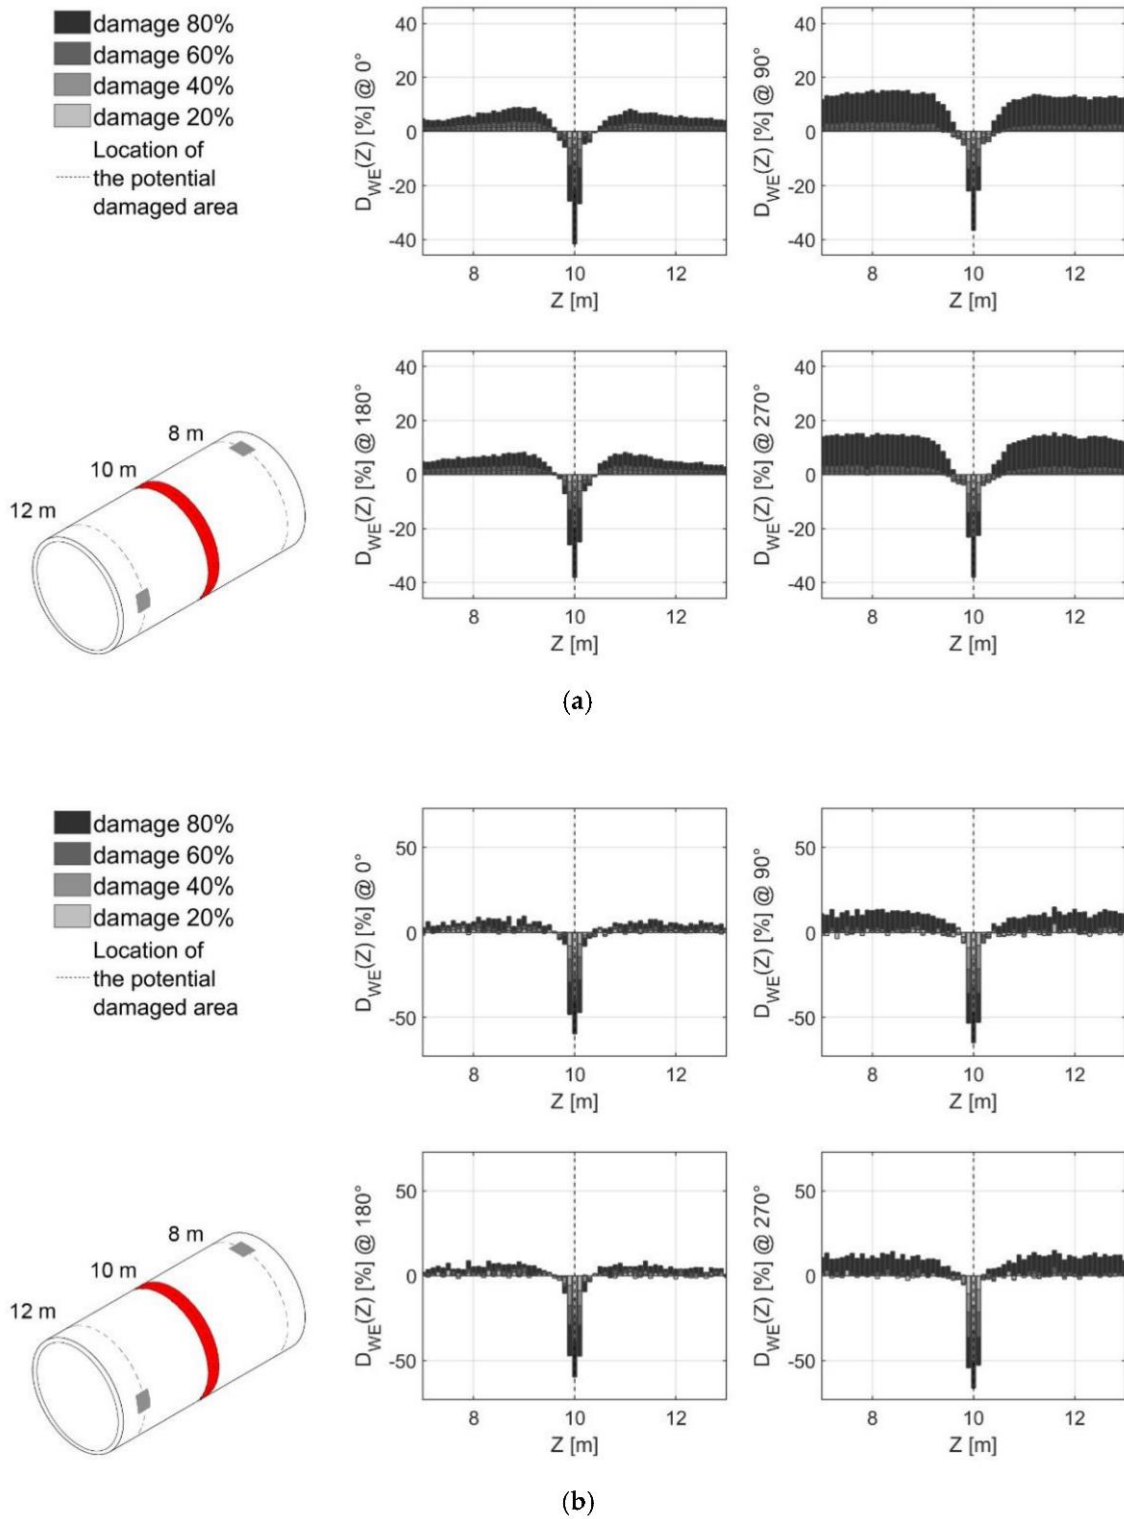 damage 80%
damage 60%
damage 40%
damage 20%
Location of
the potential
damaged area
8 m
10 m
12 m
D_WE(Z) [%] @ 0°
40
20
0
-20
-40
8 10 12
Z [m]
D_WE(Z) [%] @ 90°
40
20
0
-20
-40
8 10 12
Z [m]
D_WE(Z) [%] @ 180°
40
20
0
-20
-40
8 10 12
Z [m]
D_WE(Z) [%] @ 270°
40
20
0
-20
-40
8 10 12
Z [m]
(a)
damage 80%
damage 60%
damage 40%
damage 20%
Location of
the potential
damaged area
8 m
10 m
12 m
D_WE(Z) [%] @ 0°
50
0
-50
8 10 12
Z [m]
D_WE(Z) [%] @ 90°
50
0
-50
8 10 12
Z [m]
D_WE(Z) [%] @ 180°
50
0
-50
8 10 12
Z [m]
D_WE(Z) [%] @ 270°
50
0
-50
8 10 12
Z [m]
(b)